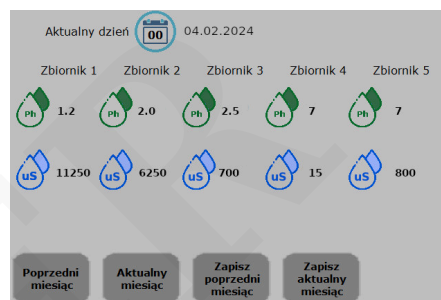 Aktualny dzień 00 04.02.2024
Zbiornik 1 Zbiornik 2 Zbiornik 3 Zbiornik 4 Zbiornik 5
Ph 1.2 Ph 2.0 Ph 2.5 Ph 7 Ph 7
uS 11250 uS 6250 uS 700 uS 15 uS 800
Poprzedni miesiąc
Aktualny miesiąc
Zapisz poprzedni miesiąc
Zapisz aktualny miesiąc